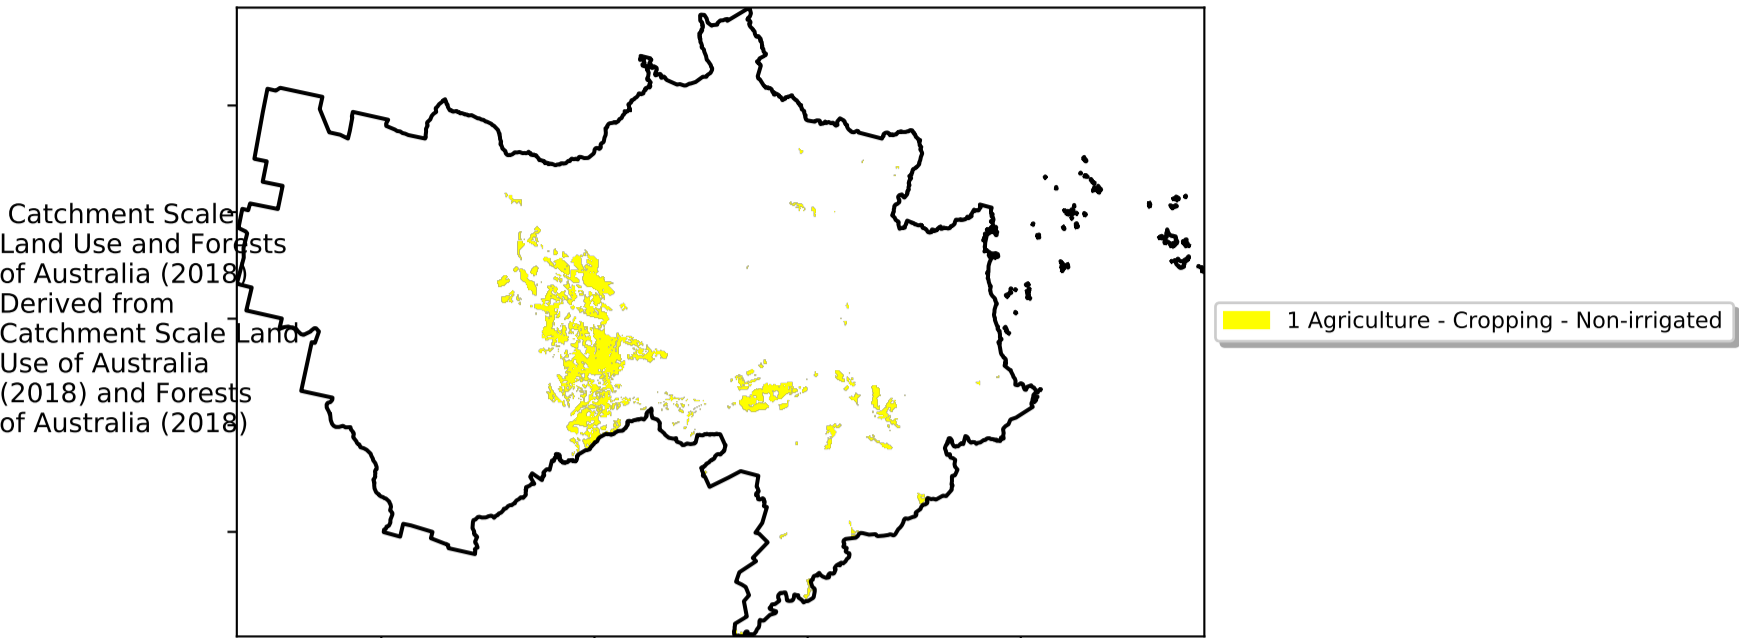 Catchment Scale
Land Use and Forests
of Australia (2018)
Derived from
Catchment Scale Land
Use of Australia
(2018) and Forests
of Australia (2018)
1 Agriculture - Cropping - Non-irrigated